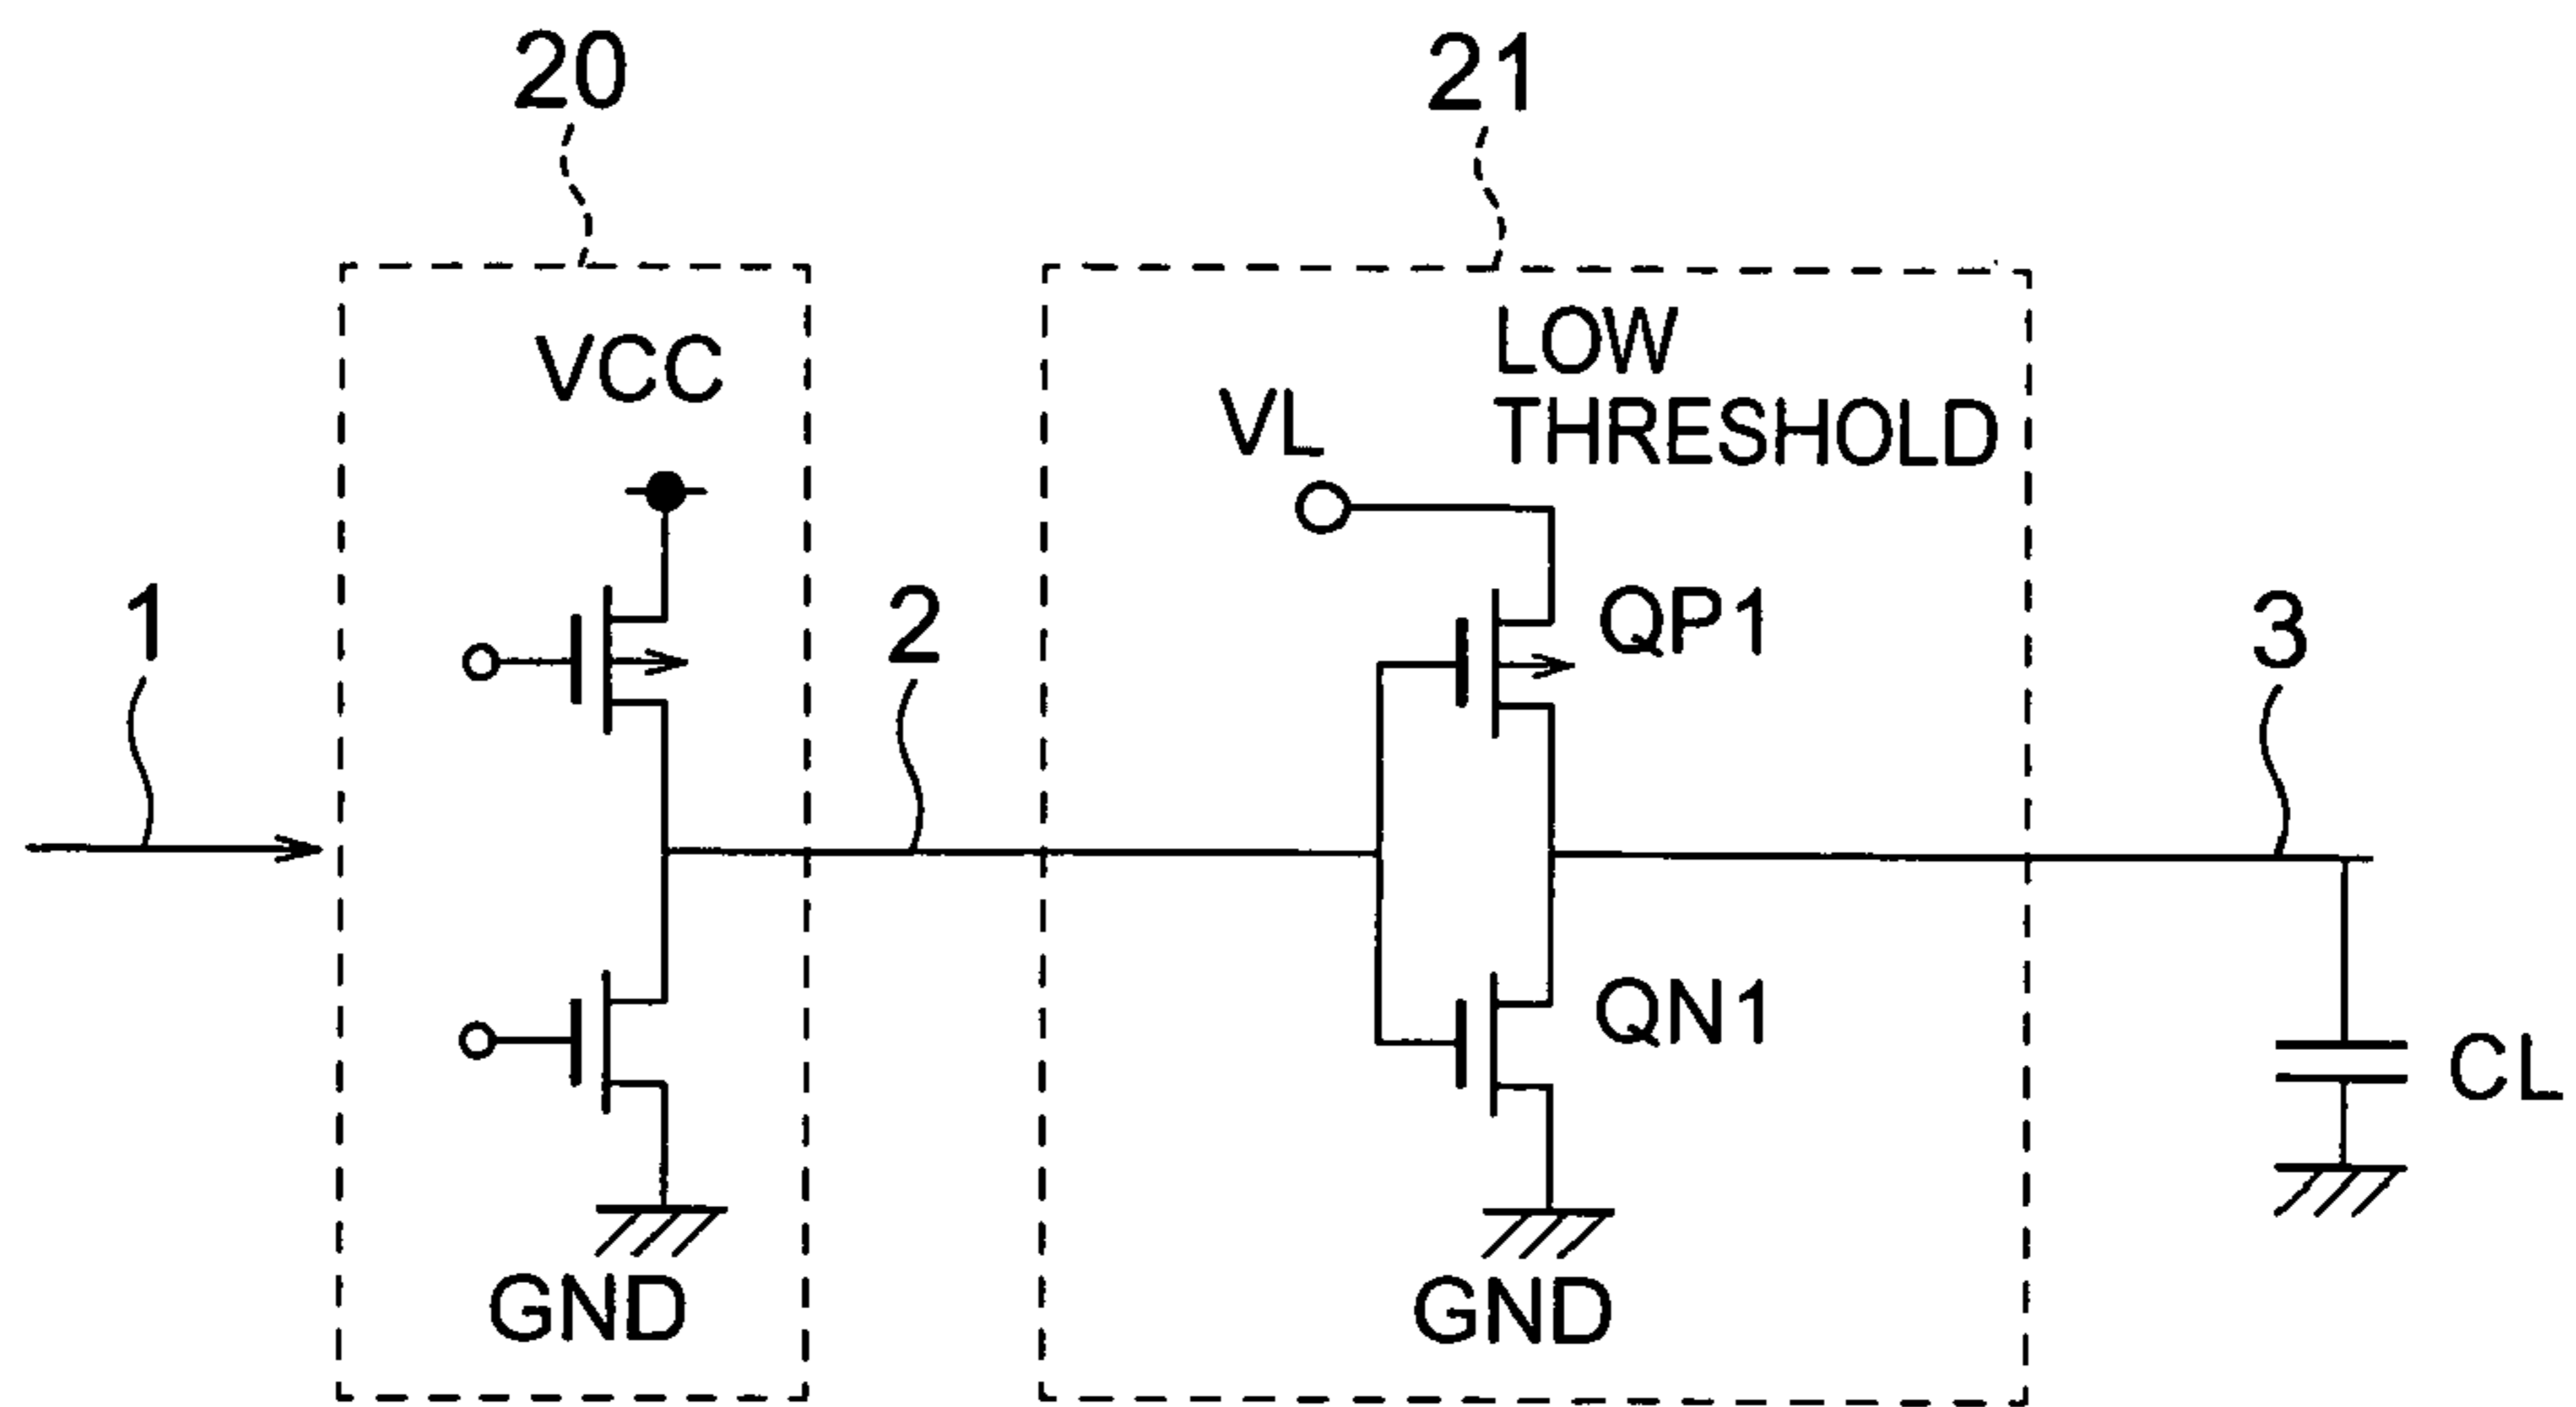 20
21
VCC
LOW
THRESHOLD
VL
1
2
QP1
3
QN1
CL
GND
GND